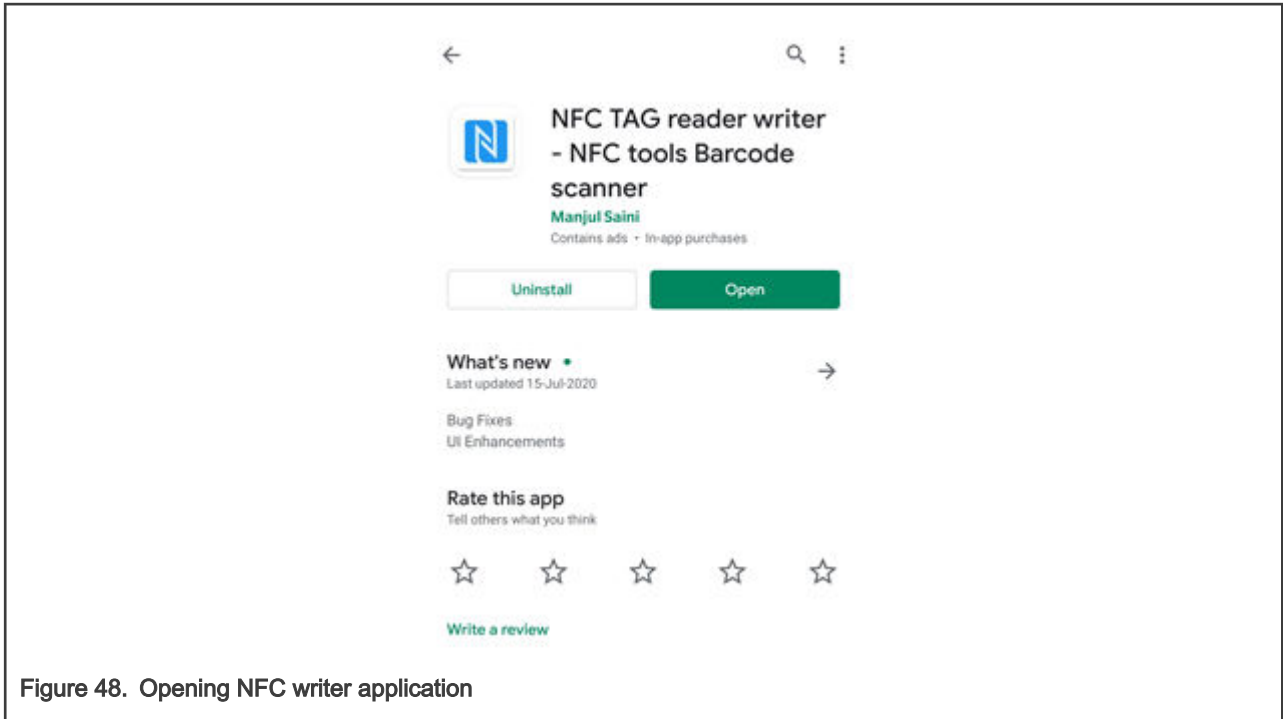 NFC TAG reader writer
- NFC tools Barcode
scanner
Manjul Saini
Contains ads • In-app purchases
Uninstall
Open
What's new •
Last updated 15-Jul-2020
Bug Fixes
UI Enhancements
Rate this app
Tell others what you think
Write a review
Figure 48. Opening NFC writer application